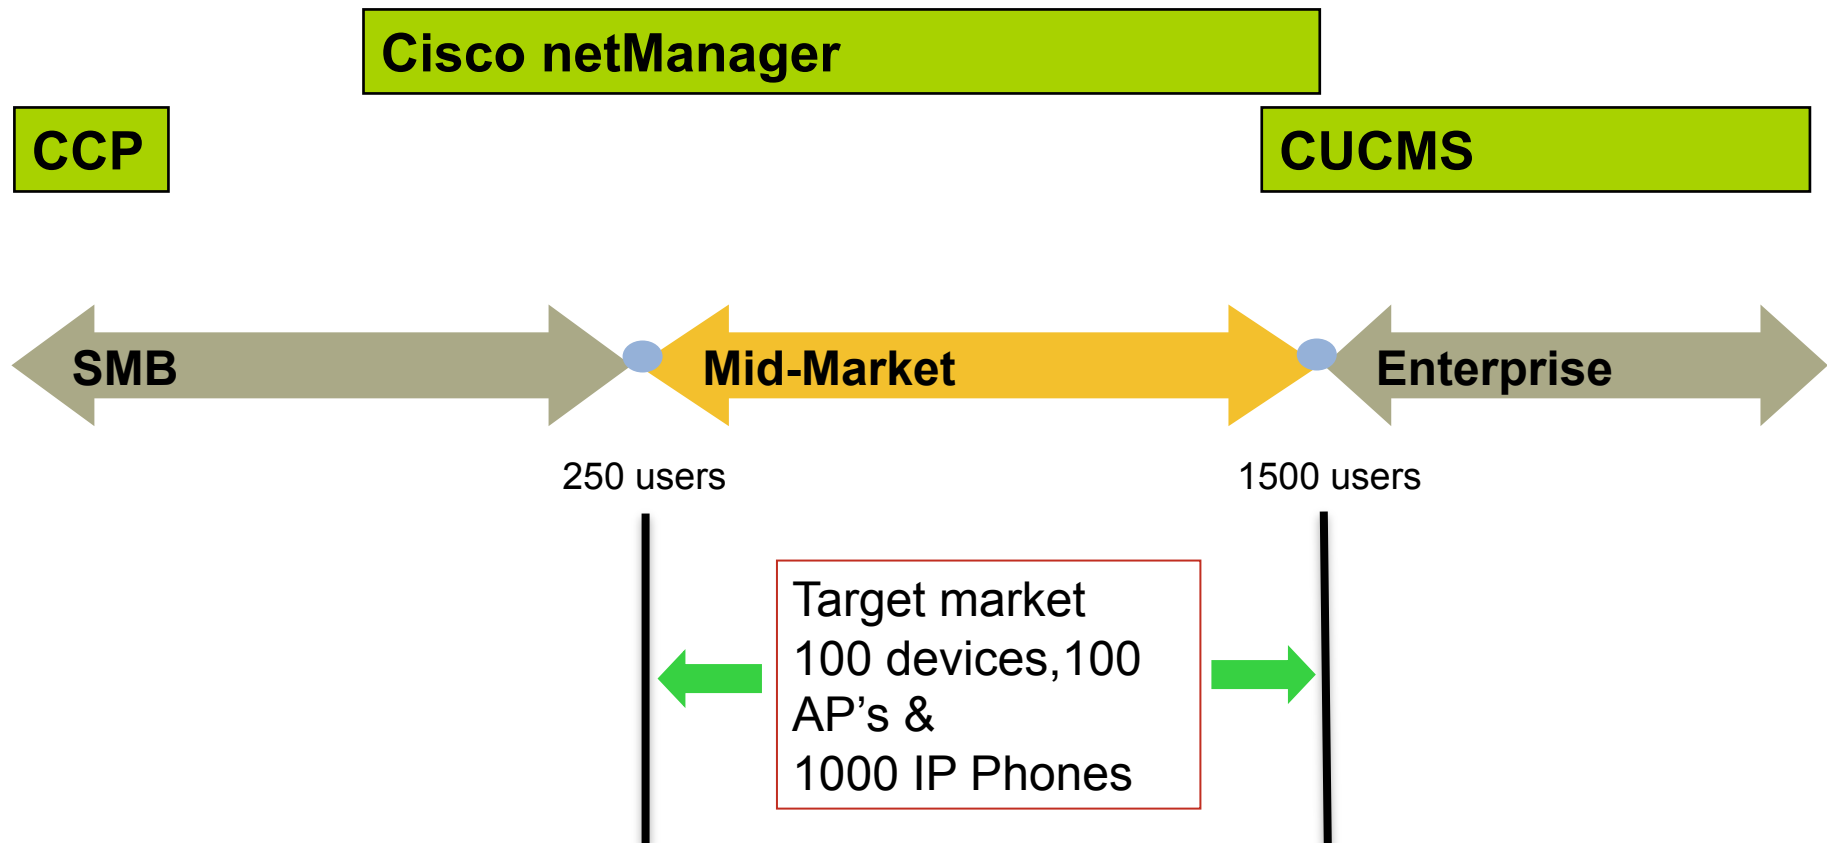 Cisco netManager
CCP
CUCMS
SMB
Mid-Market
Enterprise
250 users
1500 users
Target market
100 devices,100
AP’s &
1000 IP Phones